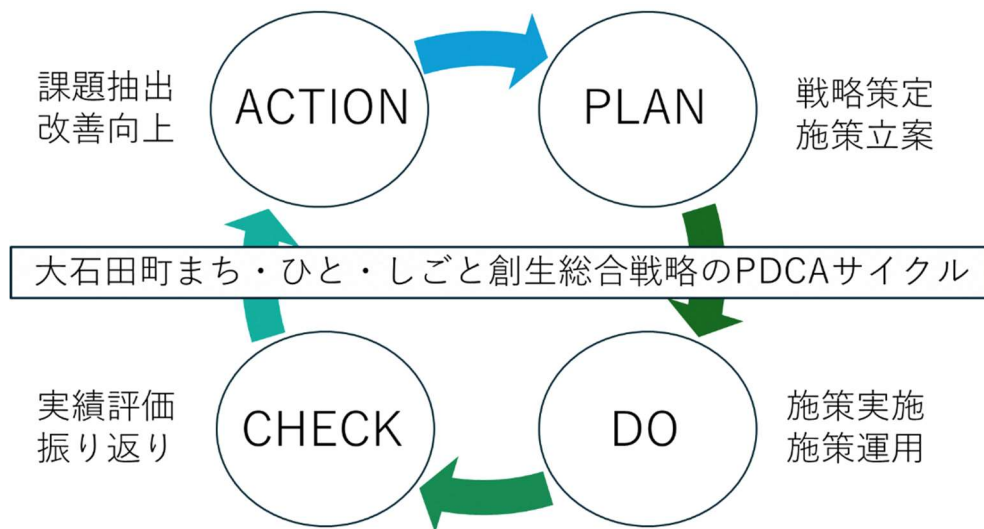 課題抽出
改善向上
ACTION
PLAN
戦略策定
施策立案
大石田町まち・ひと・しごと創生総合戦略のPDCAサイクル
実績評価
振り返り
CHECK
DO
施策実施
施策運用